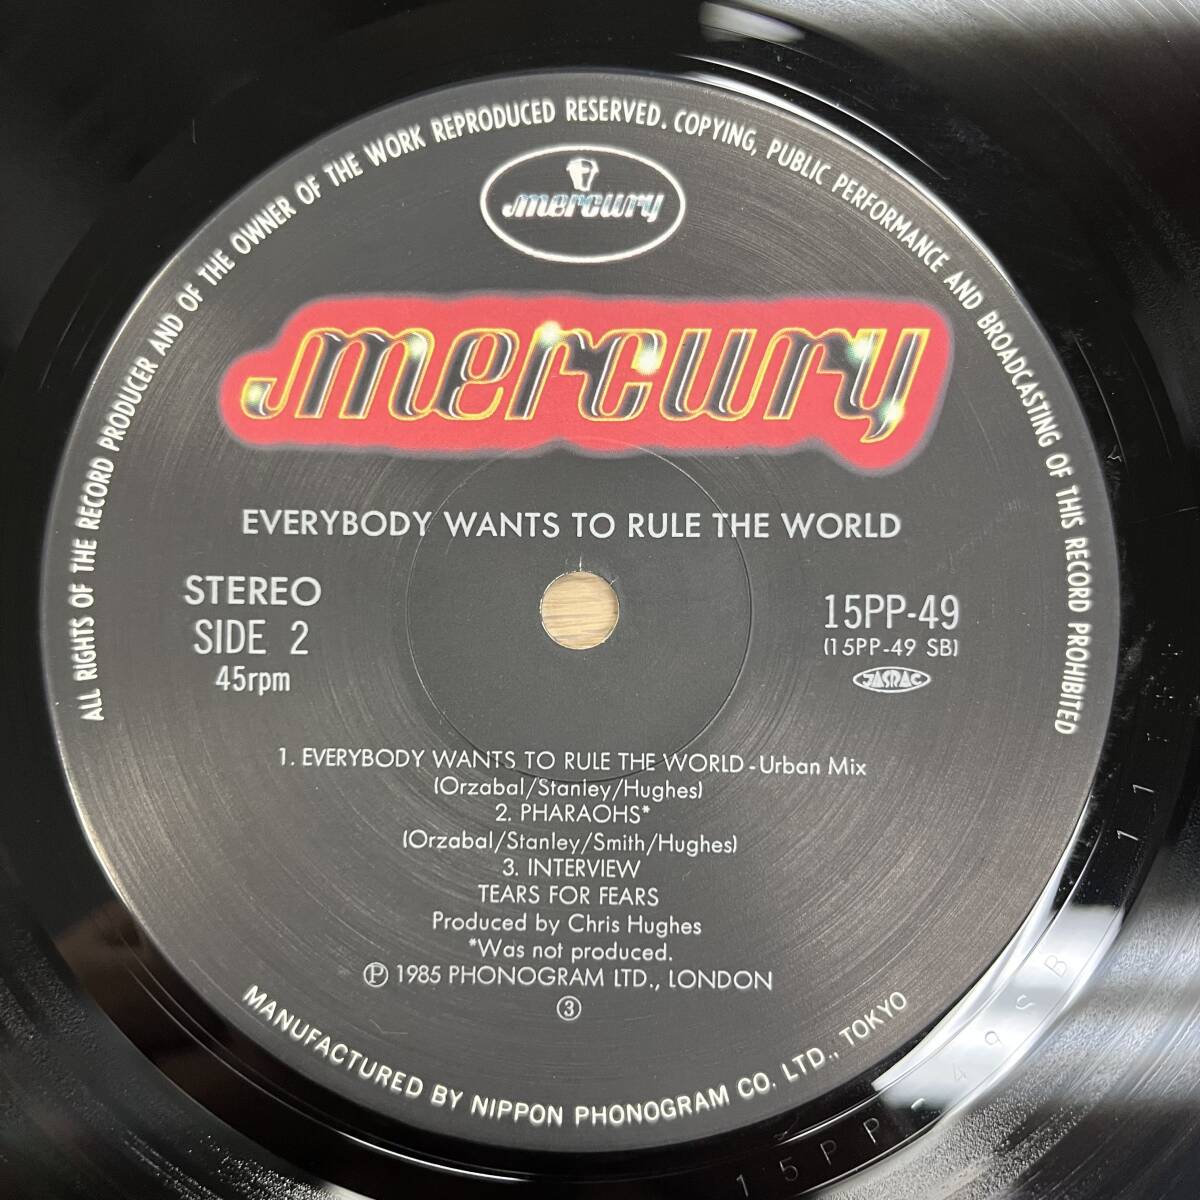 ALL RIGHTS OF THE RECORD PRODUCER AND OF THE OWNER OF THE WORK REPRODUCED RESERVED. COPYING, PUBLIC PERFORMANCE AND BROADCASTING OF THIS RECORD PROHIBITED
mercury
mercury
EVERYBODY WANTS TO RULE THE WORLD
STEREO
SIDE 2
45rpm
15PP-49
(15PP-49 SB)
JASRAC
1. EVERYBODY WANTS TO RULE THE WORLD-Urban Mix
(Orzabal/Stanley/Hughes)
2. PHARAOHS*
(Orzabal/Stanley/Smith/Hughes)
3. INTERVIEW
TEARS FOR FEARS
Produced by Chris Hughes
*Was not produced.
Ⓟ 1985 PHONOGRAM LTD., LONDON
③
MANUFACTURED BY NIPPON PHONOGRAM CO. LTD., TOKYO